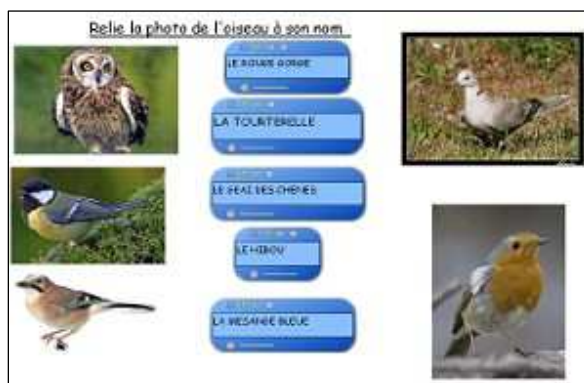 Relie la photo de l'oiseau à son nom
LE ROUGE GORGE
LA TOURTERELLE
LE GEAI DES CHENES
LE HIBOU
LA MESANGE BLEUE